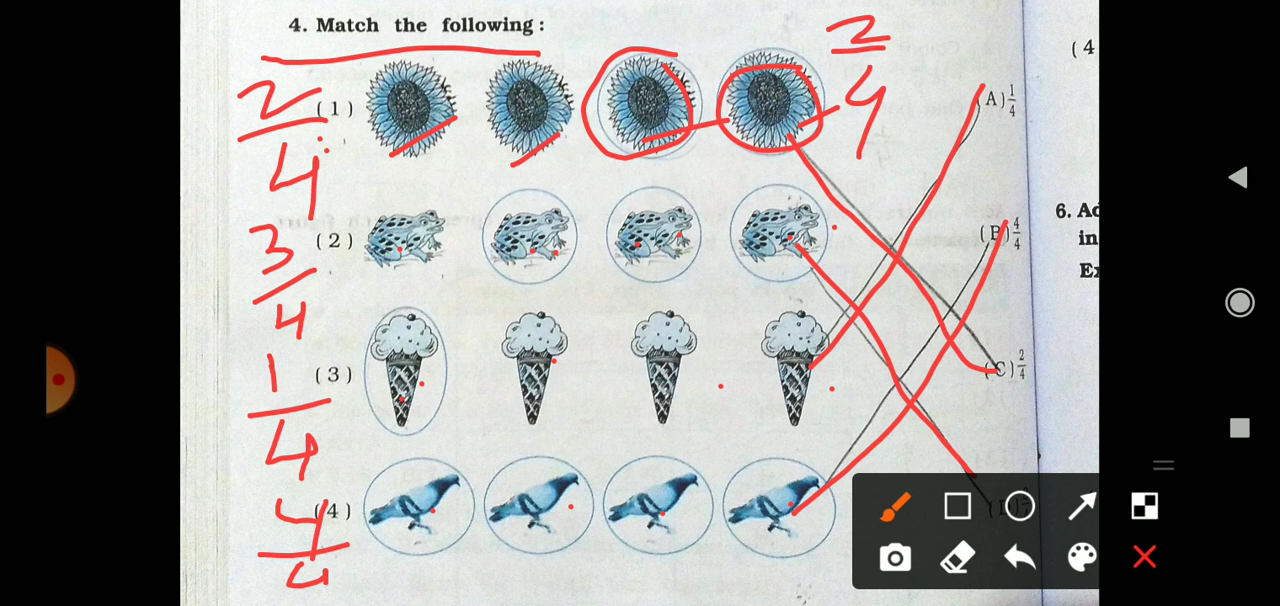 4. Match the following :
2/4
2/4
(1)
(A) 1/4
(4
3/4
(2)
(B) 4/4
6. Ad
in
Ex
1/4
(3)
(C) 2/4
4/4
(4)